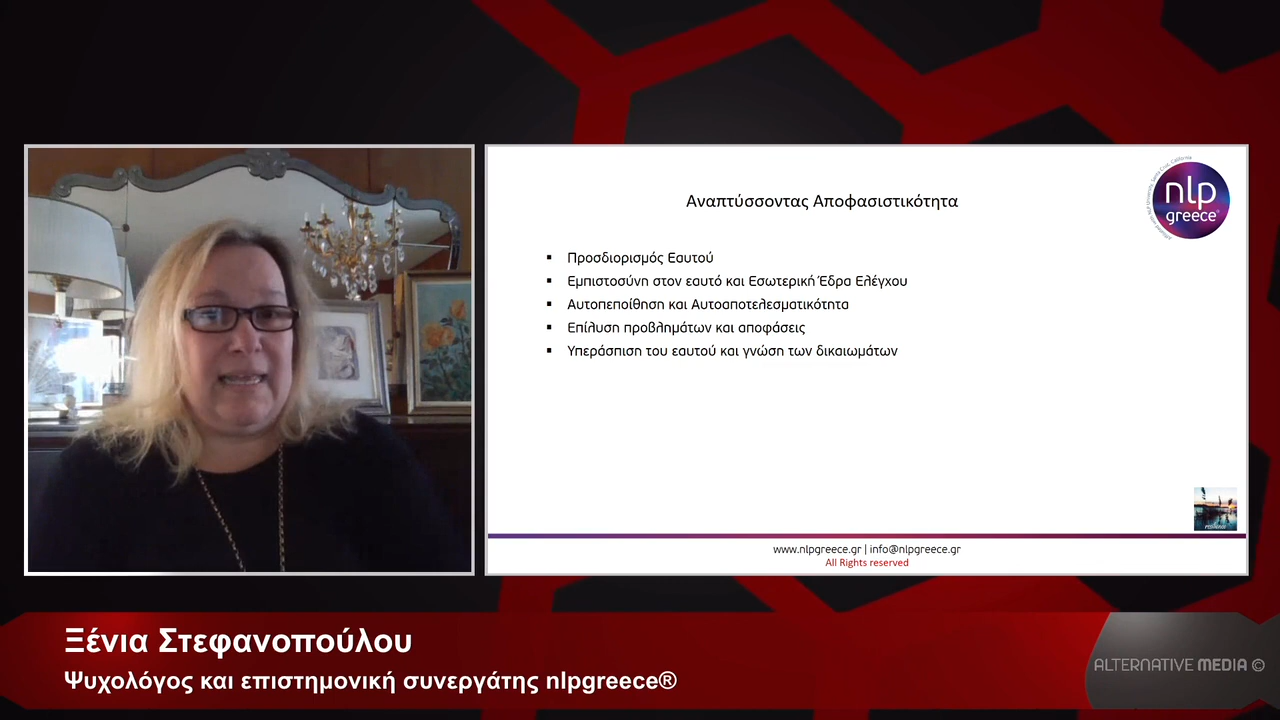 Αναπτύσσοντας Αποφασιστικότητα
nlp
greece
Προσδιορισμός Εαυτού
Εμπιστοσύνη στον εαυτό και Εσωτερική Έδρα Ελέγχου
Αυτοπεποίθηση και Αυτοαποτελεσματικότητα
Επίλυση προβλημάτων και αποφάσεις
Υπεράσπιση του εαυτού και γνώση των δικαιωμάτων
www.nlpgreece.gr | info@nlpgreece.gr
All Rights reserved
Ξένια Στεφανοπούλου
Ψυχολόγος και επιστημονική συνεργάτης nlpgreece®
ALTERNATIVE MEDIA ©